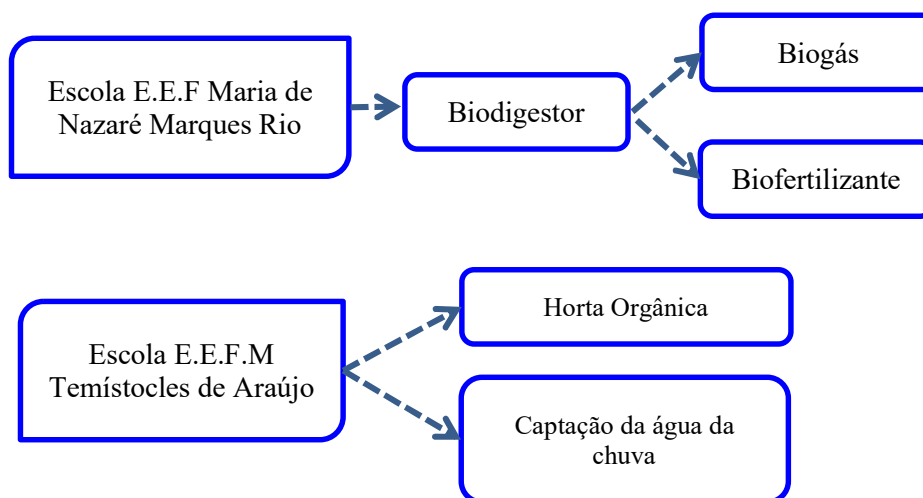 Escola E.E.F Maria de
Nazaré Marques Rio
Biodigestor
Biogás
Biofertilizante
Escola E.E.F.M
Temístocles de Araújo
Horta Orgânica
Captação da água da
chuva